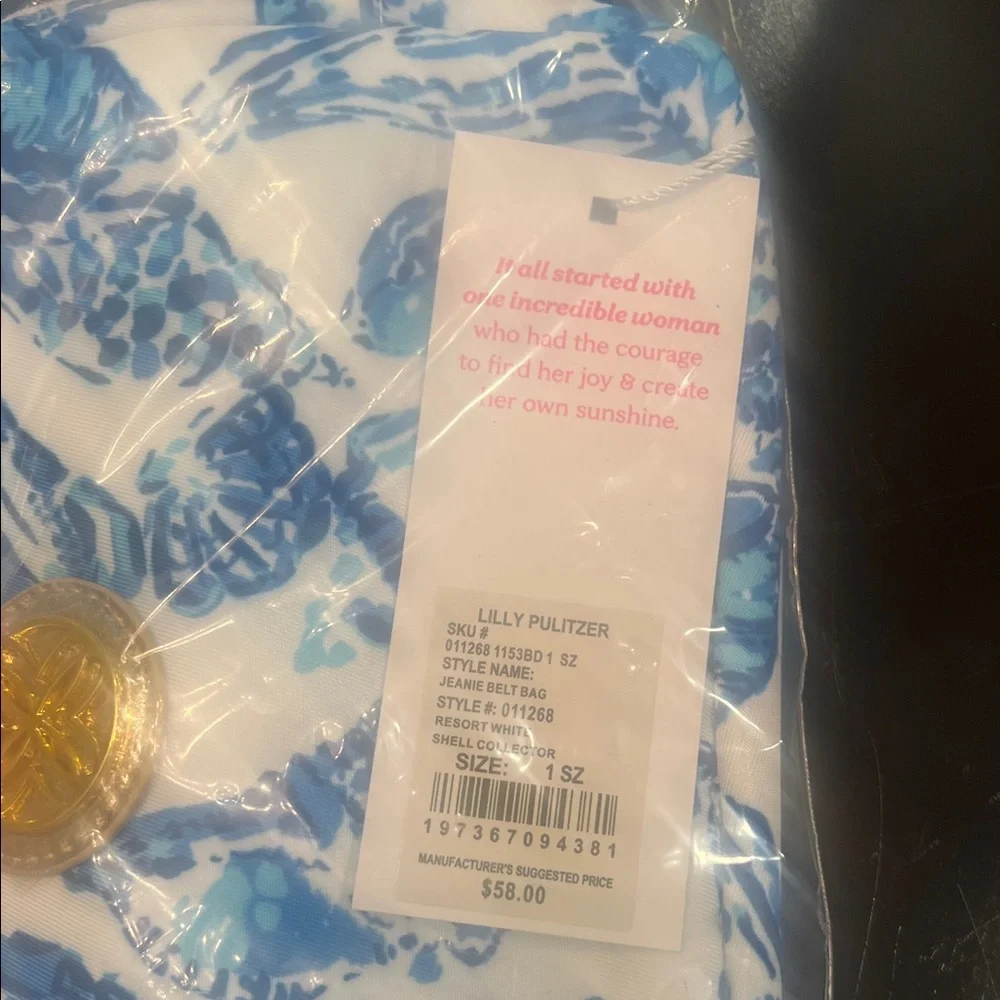 It all started with
one incredible woman
who had the courage
to find her joy & create
her own sunshine.
LILLY PULITZER
SKU #
011268 1153BD 1 SZ
STYLE NAME:
JEANIE BELT BAG
STYLE #: 011268
RESORT WHITE
SHELL COLLECTOR
SIZE: 1 SZ
197367094381
MANUFACTURER'S SUGGESTED PRICE
$58.00